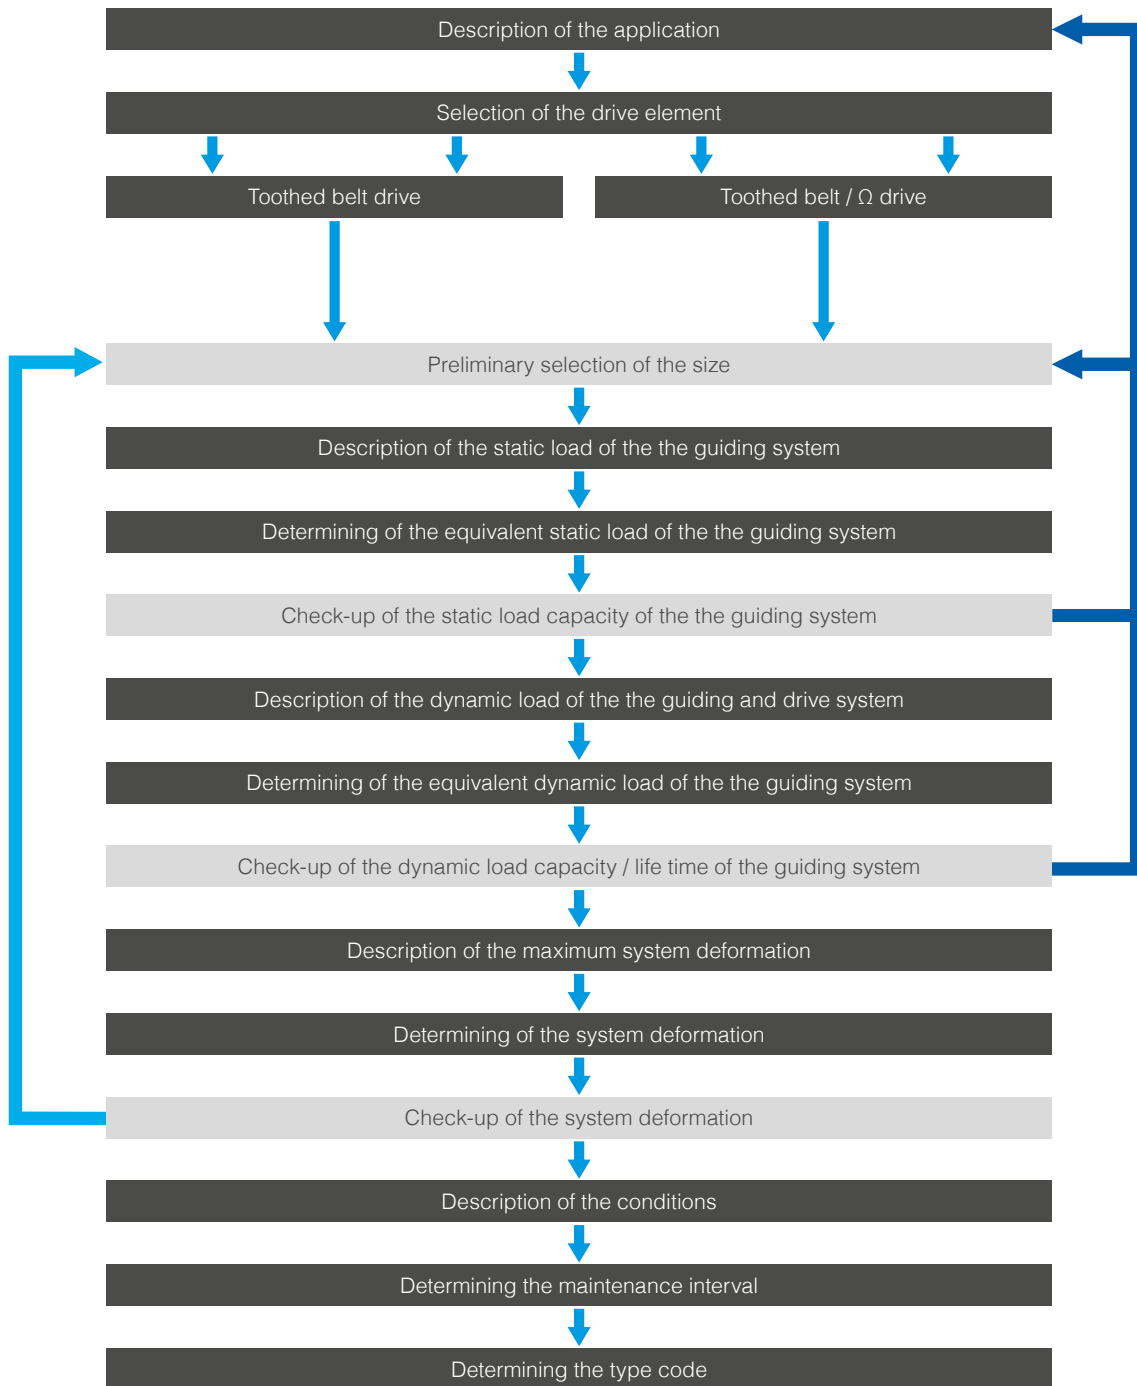 Description of the application
Selection of the drive element
Toothed belt drive
Toothed belt / Ω drive
Preliminary selection of the size
Description of the static load of the the guiding system
Determining of the equivalent static load of the the guiding system
Check-up of the static load capacity of the the guiding system
Description of the dynamic load of the the guiding and drive system
Determining of the equivalent dynamic load of the the guiding system
Check-up of the dynamic load capacity / life time of the guiding system
Description of the maximum system deformation
Determining of the system deformation
Check-up of the system deformation
Description of the conditions
Determining the maintenance interval
Determining the type code